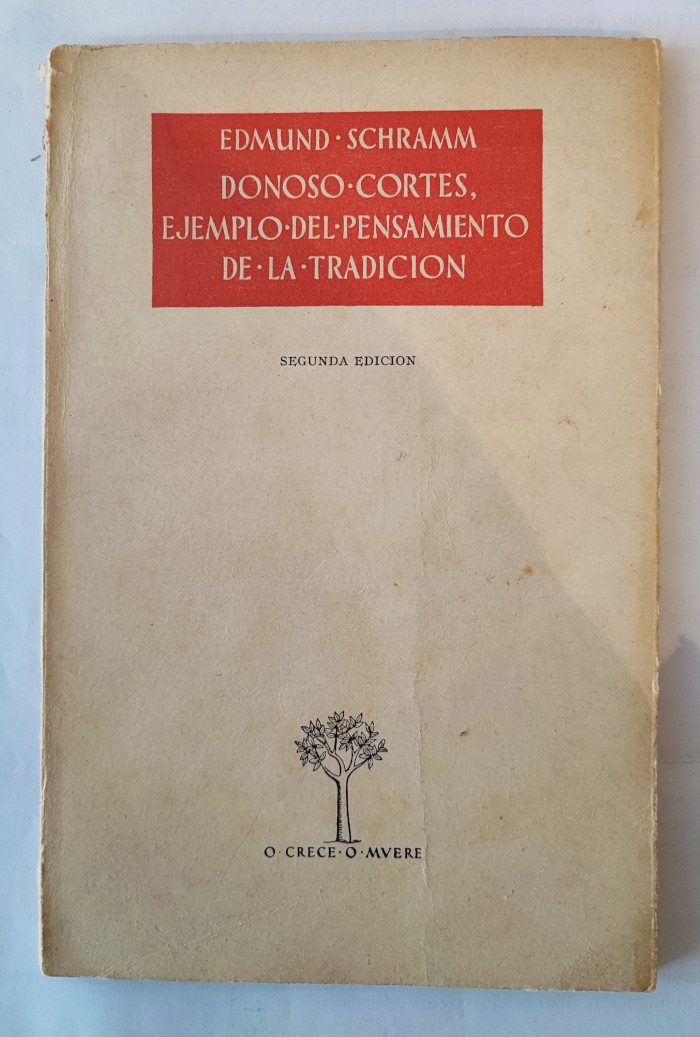 EDMUND·SCHRAMM
DONOSO·CORTES,
EJEMPLO·DEL·PENSAMIENTO
DE·LA·TRADICION
SEGUNDA EDICION
O·CRECE·O·MVERE